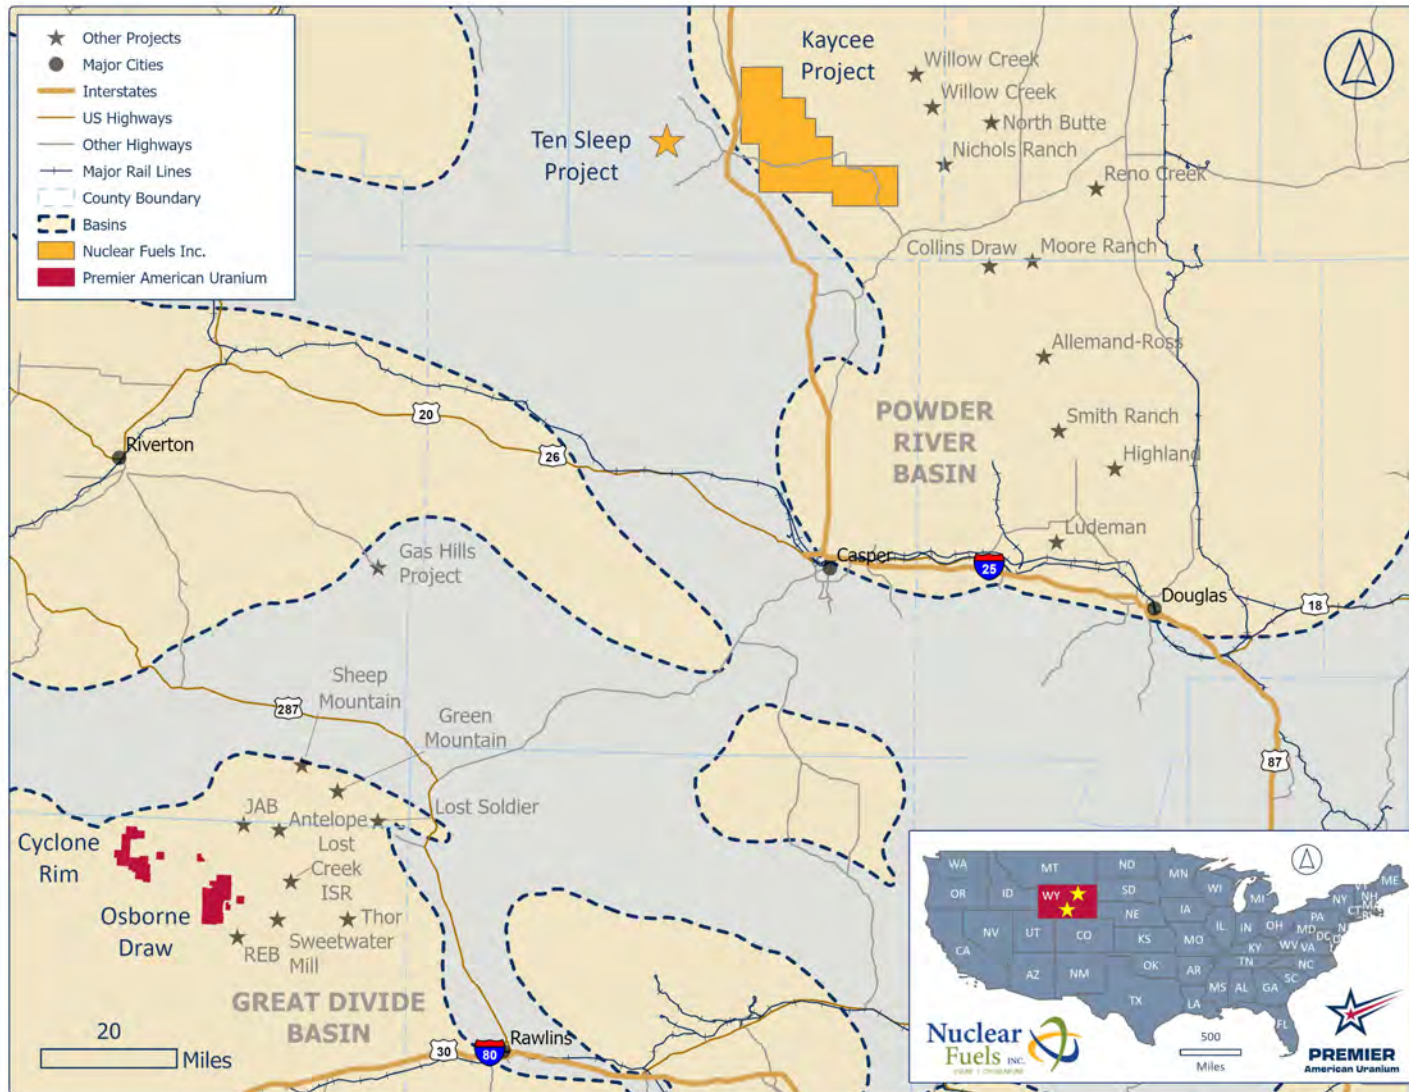 Other Projects
Major Cities
Interstates
US Highways
Other Highways
Major Rail Lines
County Boundary
Basins
Nuclear Fuels Inc.
Premier American Uranium
Kaycee
Project
Ten Sleep
Project
Willow Creek
Willow Creek
North Butte
Nichols Ranch
Reno Creek
Collins Draw
Moore Ranch
Allemand-Ross
POWDER
RIVER
BASIN
Smith Ranch
Highland
Ludeman
20
26
Riverton
Gas Hills
Project
Casper
25
Douglas
18
Sheep
Mountain
287
Green
Mountain
87
JAB
Antelope
Lost Soldier
Lost
Creek
ISR
Cyclone
Rim
Osborne
Draw
Thor
REB
Sweetwater
Mill
GREAT DIVIDE
BASIN
Rawlins
30
80
20
Miles
WA
MT
ND
MN
ME
OR
ID
WY
SD
WI
MI
NY
VT
NH
MA
CT
NV
UT
CO
NE
IA
IL
IN
OH
PA
MD
DC
CA
KS
MO
KY
WV
VA
AZ
NM
OK
AR
TN
NC
SC
TX
LA
MS
AL
GA
FL
500
Miles
Nuclear
Fuels INC.
PREMIER
American Uranium